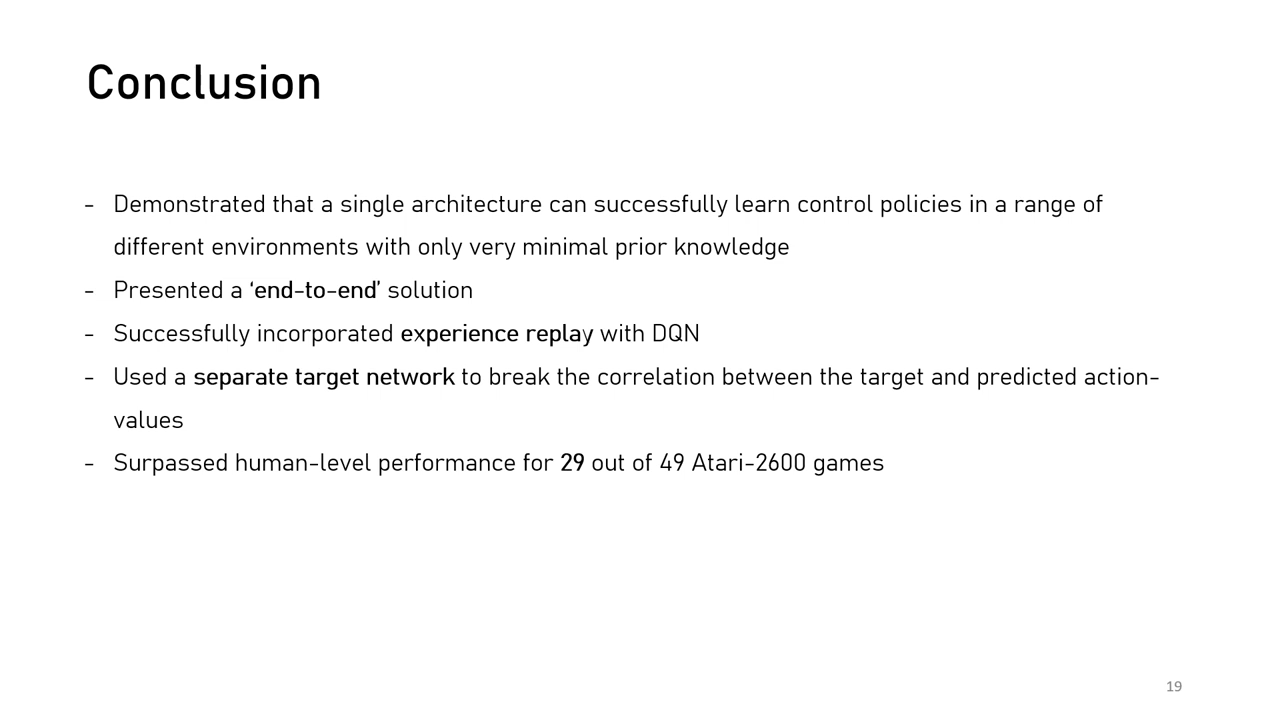 Conclusion
- Demonstrated that a single architecture can successfully learn control policies in a range of
different environments with only very minimal prior knowledge
- Presented a ‘end-to-end’ solution
- Successfully incorporated experience replay with DQN
- Used a separate target network to break the correlation between the target and predicted action-
values
- Surpassed human-level performance for 29 out of 49 Atari-2600 games
19